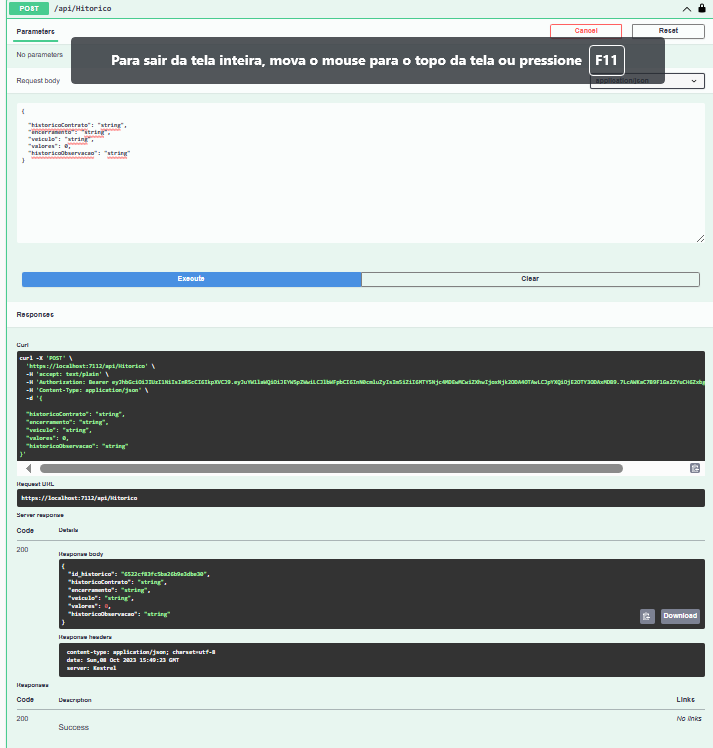 POST /api/Hitorico
Parameters
Cancel
Reset
No parameters
Para sair da tela inteira, mova o mouse para o topo da tela ou pressione F11
Request body
application/json
{
"historicoContrato": "string",
"encerramento": "string",
"veiculo": "string",
"valores": 0,
"historicoObservacao": "string"
}
Execute
Clear
Responses
Curl
curl -X 'POST' \
'https://localhost:7112/api/Hitorico' \
-H 'accept: text/plain' \
-H 'Authorization: Bearer
-H 'Content-Type: application/json' \
-d '{
"historicoContrato": "string",
"encerramento": "string",
"veiculo": "string",
"valores": 0,
"historicoObservacao": "string"
}'
Request URL
https://localhost:7112/api/Hitorico
Server response
Code Details
200
Response body
{
"id_historico": "6522cf83fc5ba26b9e3dbe30",
"historicoContrato": "string",
"encerramento": "string",
"veiculo": "string",
"valores": 0,
"historicoObservacao": "string"
}
Download
Response headers
content-type: application/json; charset=utf-8
date: Sun,08 Oct 2023 15:49:23 GMT
server: Kestrel
Responses
Code Description Links
200
Success
No links